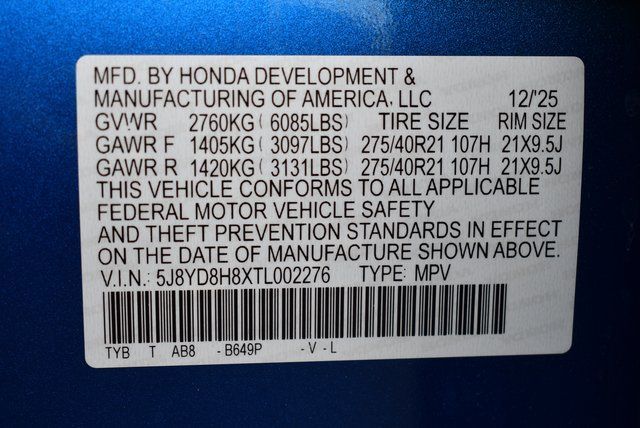 MFD. BY HONDA DEVELOPMENT &
MANUFACTURING OF AMERICA, LLC 12/'25
GVWR 2760KG ( 6085LBS) TIRE SIZE RIM SIZE
GAWR F 1405KG ( 3097LBS) 275/40R21 107H 21X9.5J
GAWR R 1420KG ( 3131LBS) 275/40R21 107H 21X9.5J
THIS VEHICLE CONFORMS TO ALL APPLICABLE
FEDERAL MOTOR VEHICLE SAFETY
AND THEFT PREVENTION STANDARDS IN EFFECT
ON THE DATE OF MANUFACTURE SHOWN ABOVE.
V.I.N.: 5J8YD8H8XTL002276 TYPE: MPV
TYB T AB8 - B649P - V - L